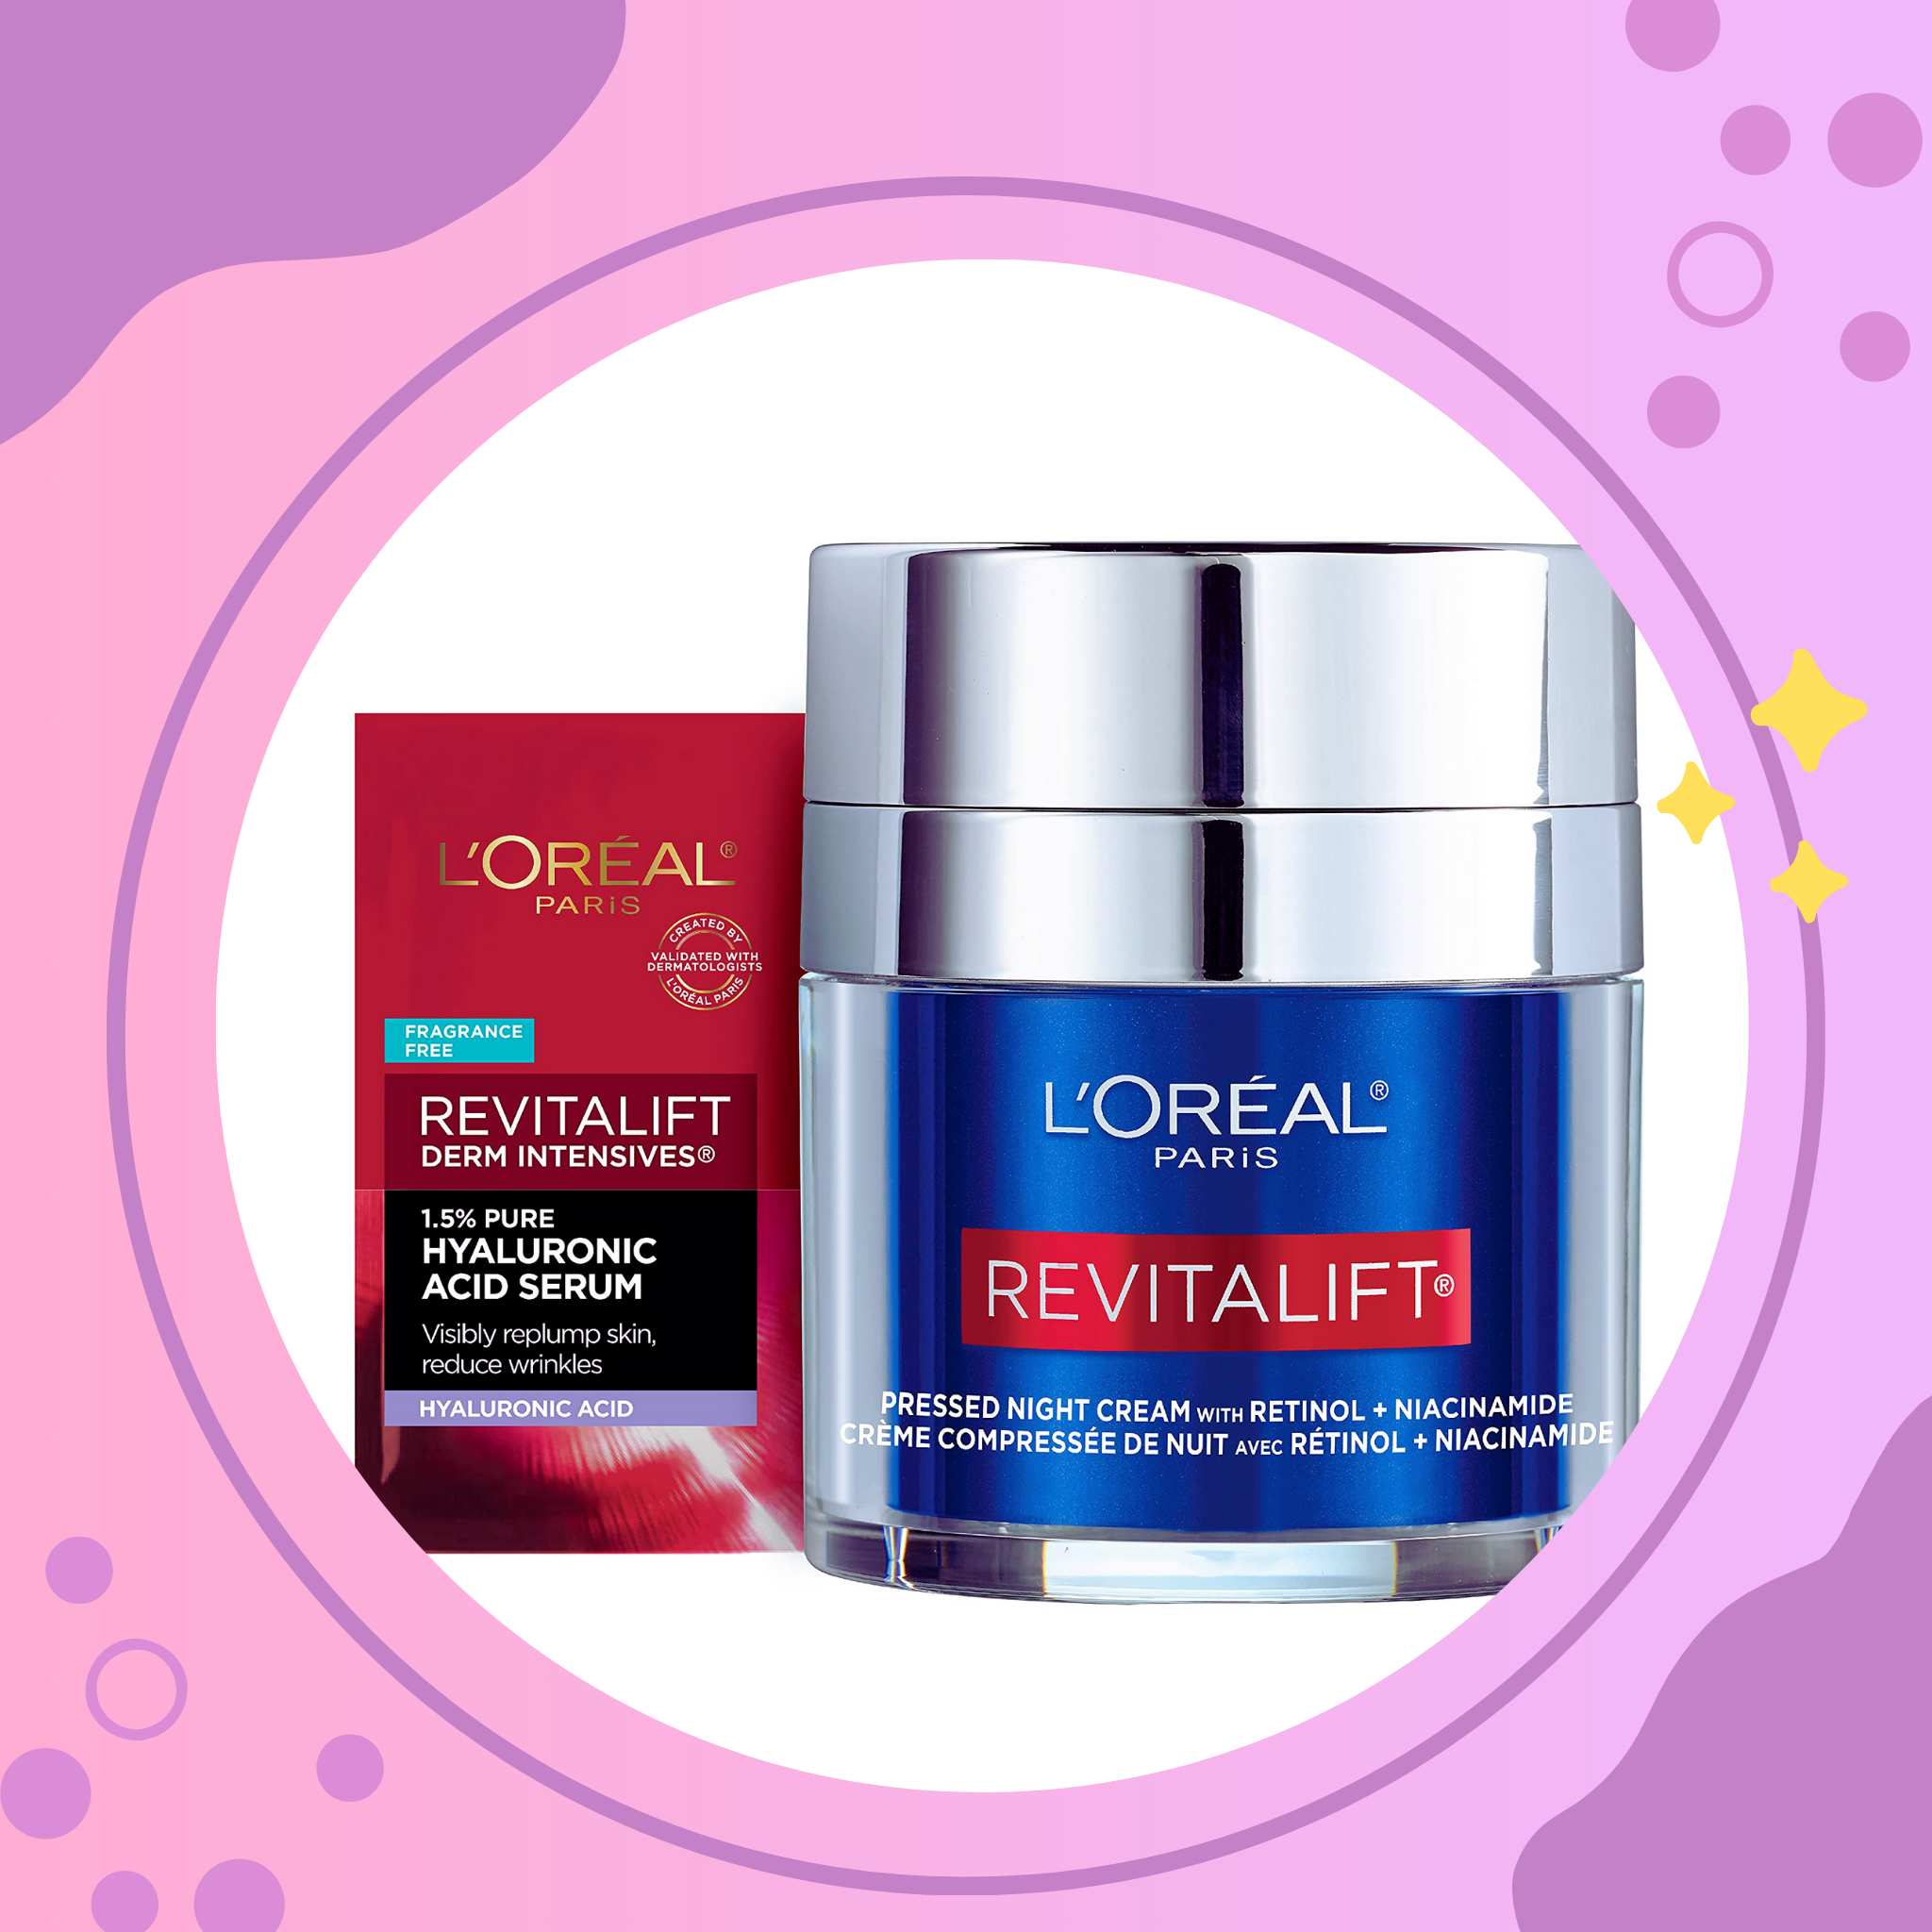 L'ORÉAL®
PARiS
CREATED BY
VALIDATED WITH
DERMATOLOGISTS
L'ORÉAL PARIS
FRAGRANCE
FREE
REVITALIFT
DERM INTENSIVES®
1.5% PURE
HYALURONIC
ACID SERUM
Visibly replump skin,
reduce wrinkles
HYALURONIC ACID
L'ORÉAL®
PARiS
REVITALIFT®
PRESSED NIGHT CREAM WITH RETINOL + NIACINAMIDE
CRÈME COMPRESSÉE DE NUIT AVEC RÉTINOL + NIACINAMIDE